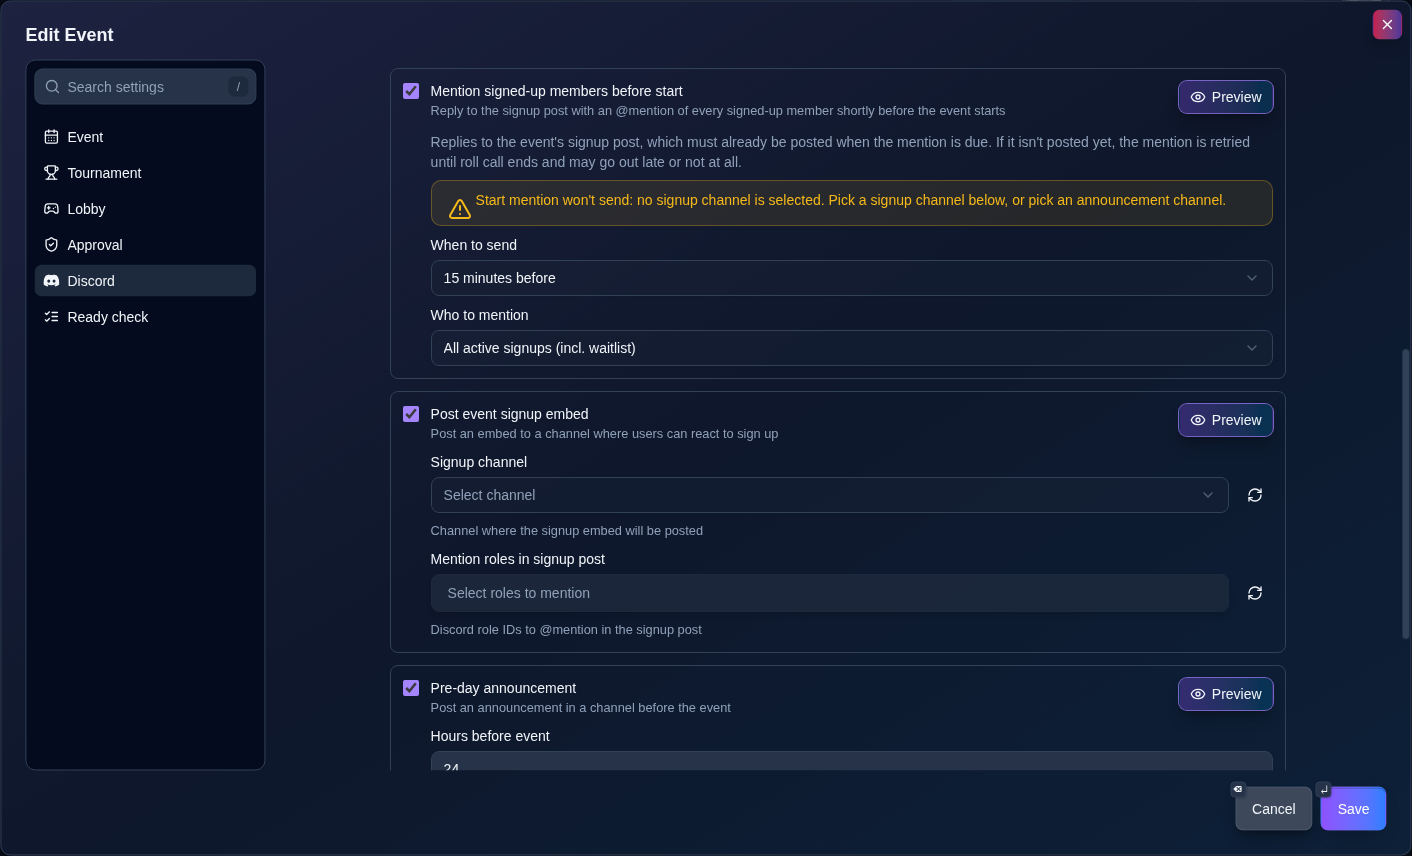 Edit Event
Search settings /
Event
Tournament
Lobby
Approval
Discord
Ready check
Mention signed-up members before start
Reply to the signup post with an @mention of every signed-up member shortly before the event starts
Preview
Replies to the event's signup post, which must already be posted when the mention is due. If it isn't posted yet, the mention is retried
until roll call ends and may go out late or not at all.
Start mention won't send: no signup channel is selected. Pick a signup channel below, or pick an announcement channel.
When to send
15 minutes before
Who to mention
All active signups (incl. waitlist)
Post event signup embed
Post an embed to a channel where users can react to sign up
Preview
Signup channel
Select channel
Channel where the signup embed will be posted
Mention roles in signup post
Select roles to mention
Discord role IDs to @mention in the signup post
Pre-day announcement
Post an announcement in a channel before the event
Preview
Hours before event
24
Cancel
Save